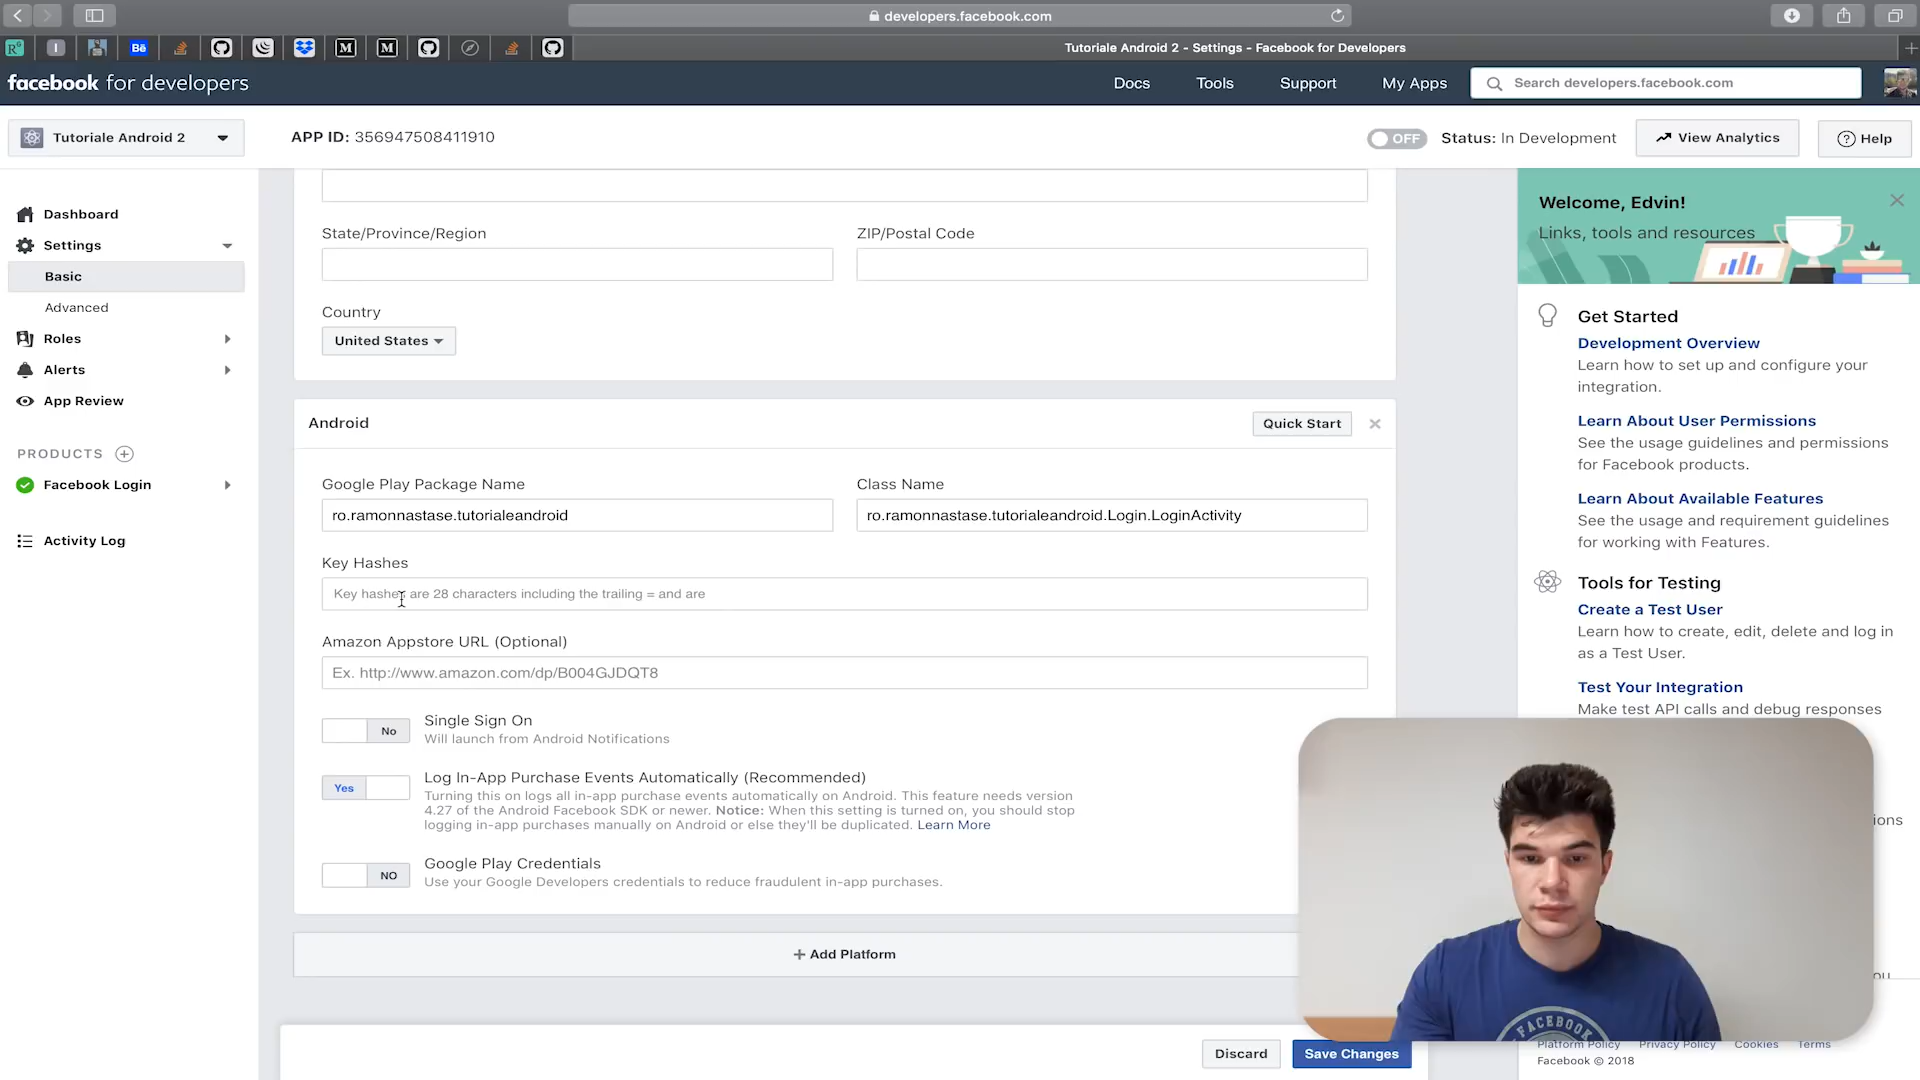 developers.facebook.com
Bē
Tutoriale Android 2 - Settings - Facebook for Developers
facebook for developers
Docs
Tools
Support
My Apps
Search developers.facebook.com
Tutoriale Android 2
APP ID: 356947508411910
OFF
Status: In Development
View Analytics
Help
Dashboard
Settings
Basic
Advanced
Roles
Alerts
App Review
PRODUCTS
Facebook Login
Activity Log
State/Province/Region
ZIP/Postal Code
Country
United States
Android
Quick Start
Google Play Package Name
Class Name
ro.ramonnastase.tutorialeandroid
ro.ramonnastase.tutorialeandroid.Login.LoginActivity
Key Hashes
Key hashes are 28 characters including the trailing = and are
Amazon Appstore URL (Optional)
Ex. http://www.amazon.com/dp/B004GJDQT8
No
Single Sign On
Will launch from Android Notifications
Yes
Log In-App Purchase Events Automatically (Recommended)
Turning this on logs all in-app purchase events automatically on Android. This feature needs version
4.27 of the Android Facebook SDK or newer. Notice: When this setting is turned on, you should stop
logging in-app purchases manually on Android or else they'll be duplicated. Learn More
NO
Google Play Credentials
Use your Google Developers credentials to reduce fraudulent in-app purchases.
+ Add Platform
Discard
Save Changes
Welcome, Edvin!
Links, tools and resources
Get Started
Development Overview
Learn how to set up and configure your
integration.
Learn About User Permissions
See the usage guidelines and permissions
for Facebook products.
Learn About Available Features
See the usage and requirement guidelines
for working with Features.
Tools for Testing
Create a Test User
Learn how to create, edit, delete and log in
as a Test User.
Test Your Integration
Make test API calls and debug responses
FACEBOOK
Platform Policy
Privacy Policy
Cookies
Terms
Facebook © 2018